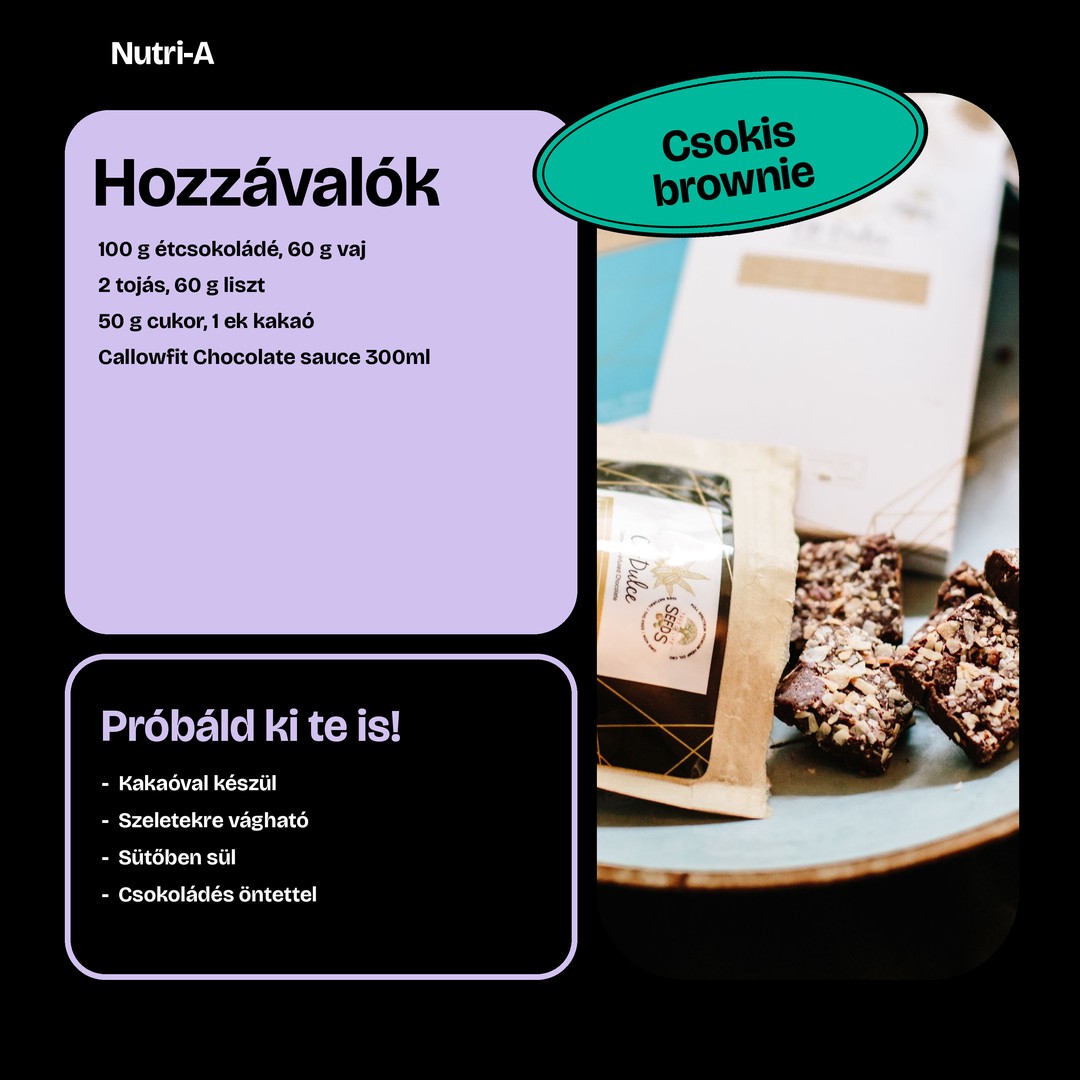 Nutri-A
Csokis
brownie
Hozzávalók
100 g étcsokoládé, 60 g vaj
2 tojás, 60 g liszt
50 g cukor, 1 ek kakaó
Callowfit Chocolate sauce 300ml
Próbáld ki te is!
- Kakaóval készül
- Szeletekre vágható
- Sütőben sül
- Csokoládés öntettel
Dulce
SEEDS